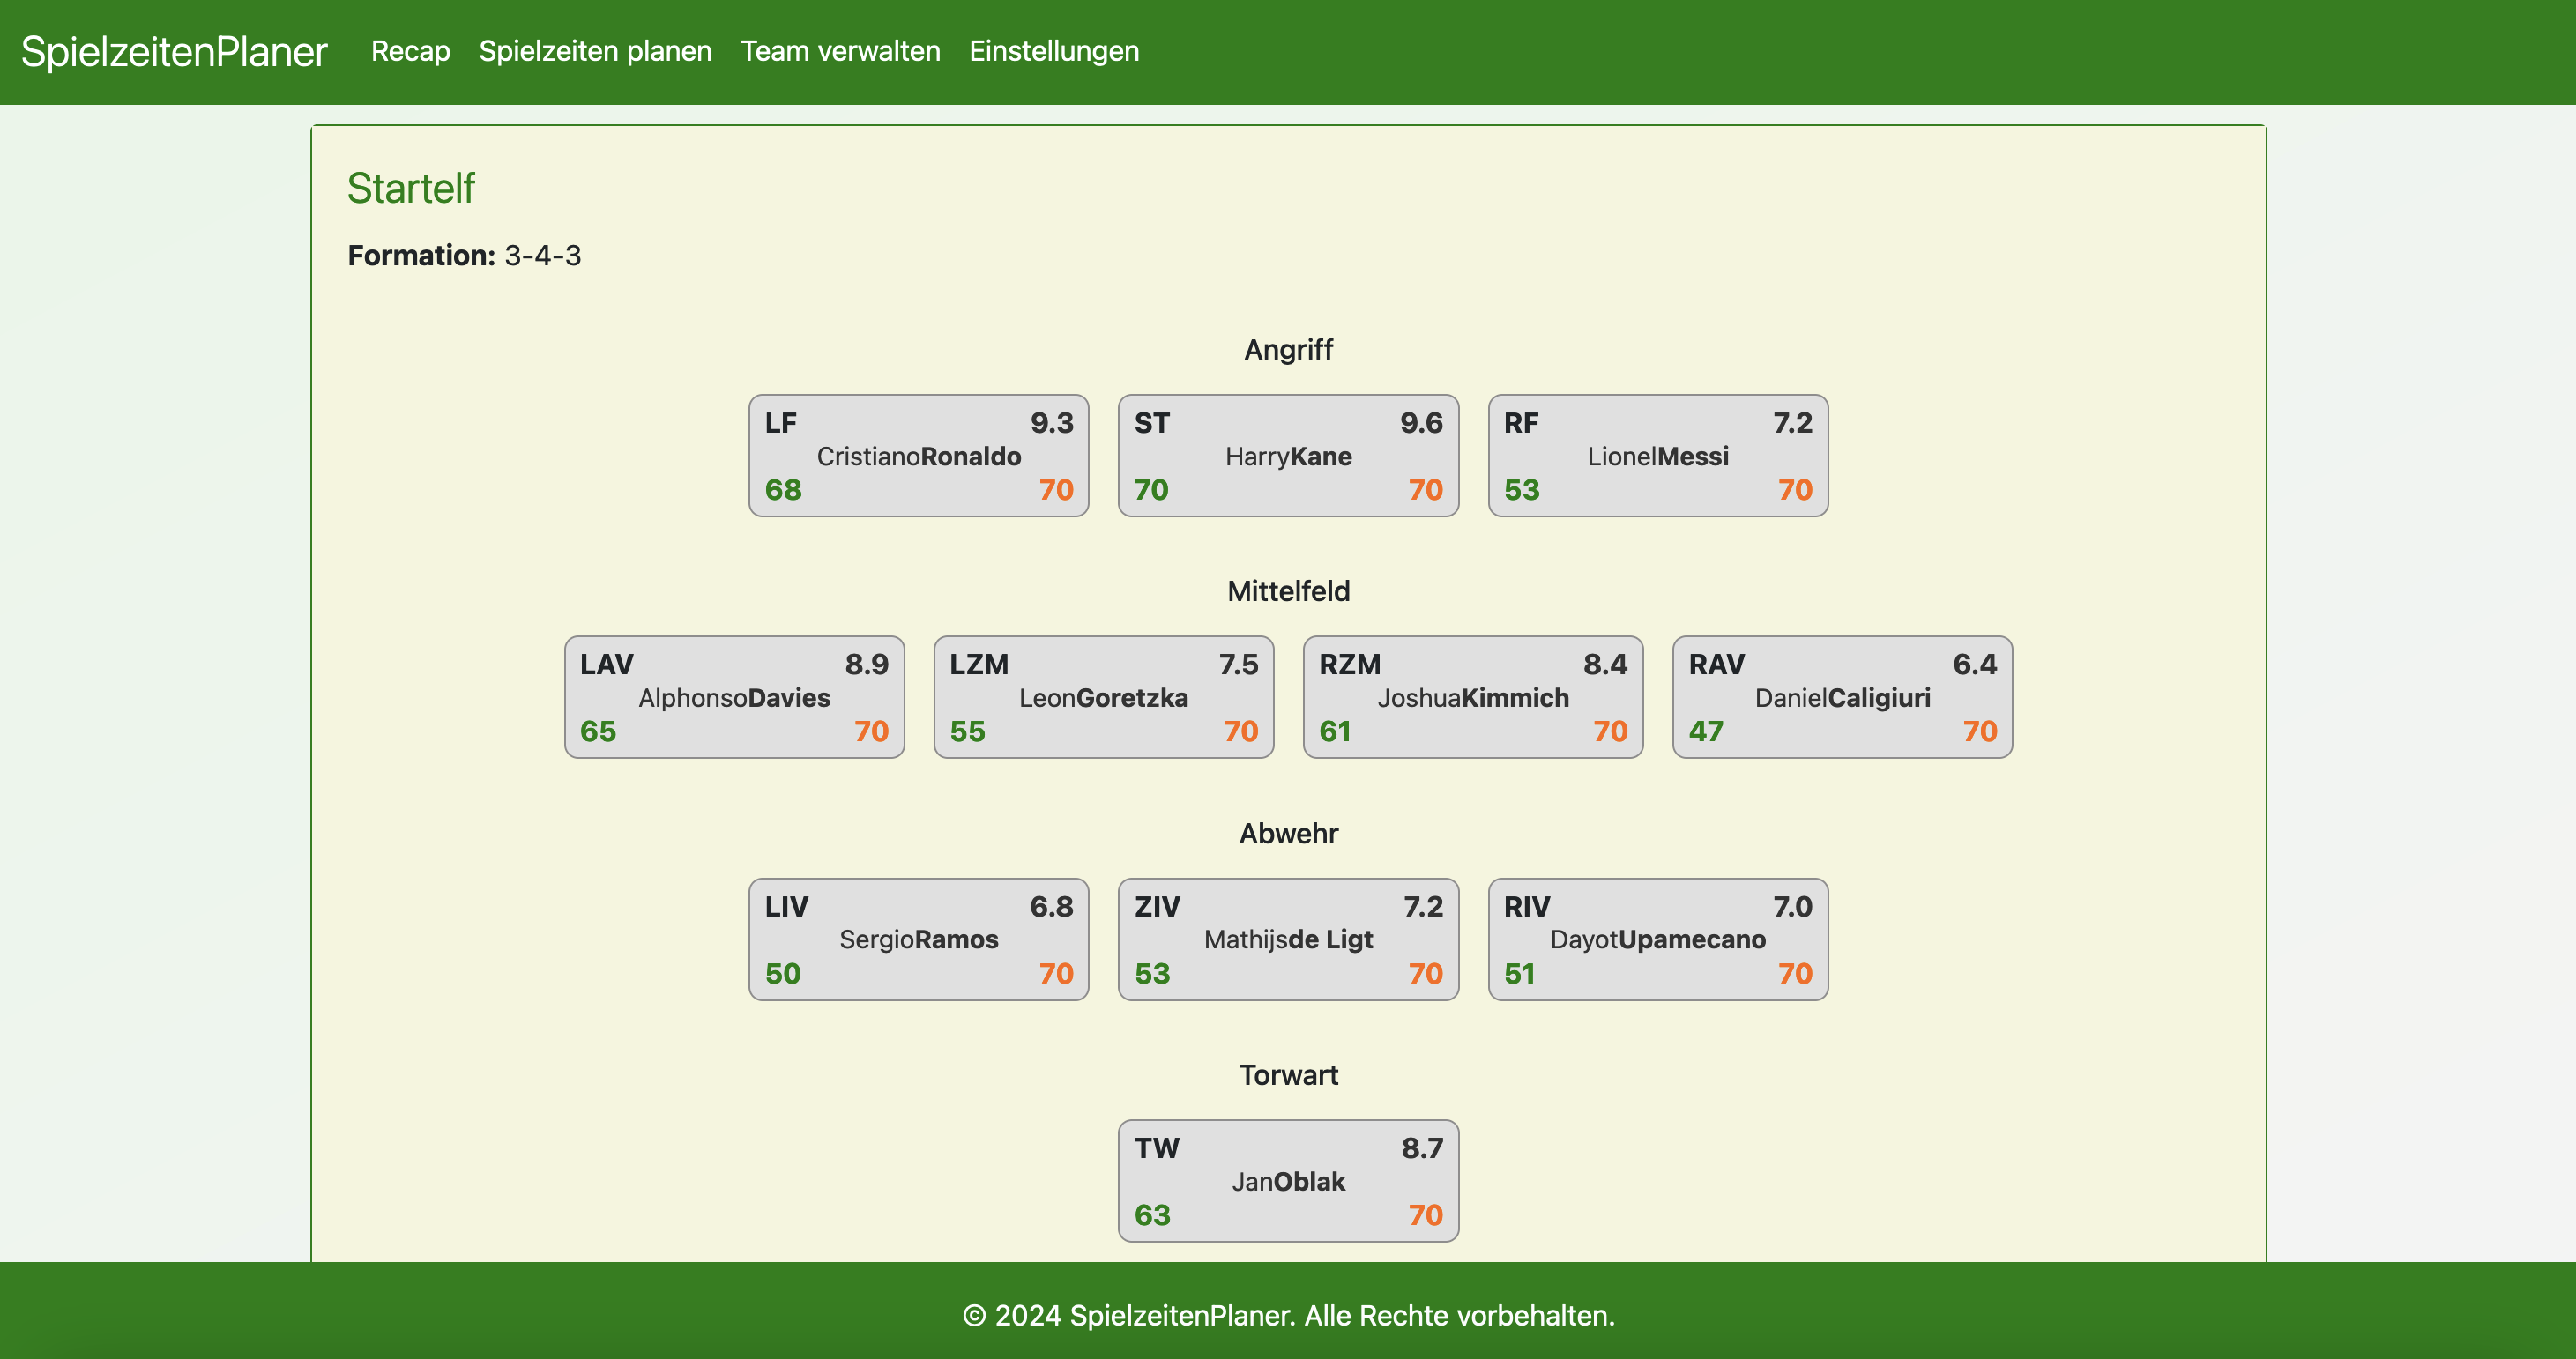 SpielzeitenPlaner Recap Spielzeiten planen Team verwalten Einstellungen
Startelf
Formation: 3-4-3
Angriff
LF 9.3 ST 9.6 RF 7.2
CristianoRonaldo HarryKane LionelMessi
68 70 70 70 53 70
Mittelfeld
LAV 8.9 LZM 7.5 RZM 8.4 RAV 6.4
AlphonsoDavies LeonGoretzka JoshuaKimmich DanielCaligiuri
65 70 55 70 61 70 47 70
Abwehr
LIV 6.8 ZIV 7.2 RIV 7.0
SergioRamos Mathijsde Ligt DayotUpamecano
50 70 53 70 51 70
Torwart
TW 8.7
JanOblak
63 70
© 2024 SpielzeitenPlaner. Alle Rechte vorbehalten.